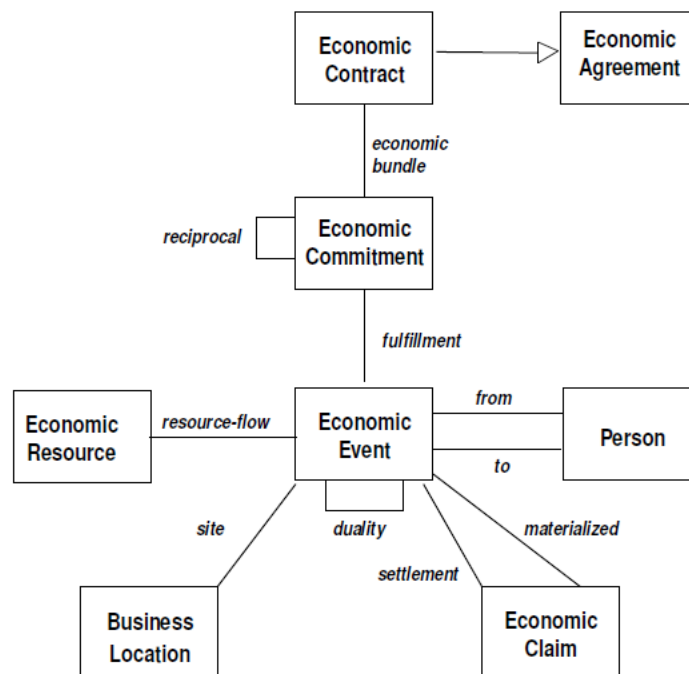 Economic
Contract
Economic
Agreement
economic
bundle
reciprocal
Economic
Commitment
fulfillment
Economic
Resource
resource-flow
Economic
Event
from
to
Person
site
duality
materialized
settlement
Business
Location
Economic
Claim